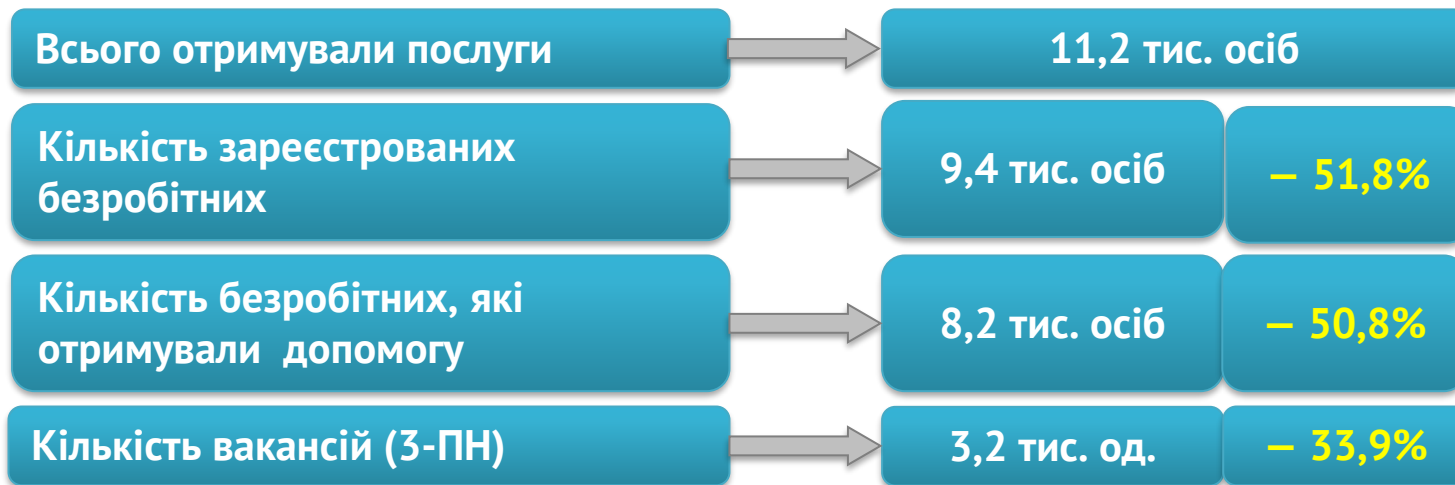 Всього отримували послуги
11,2 тис. осіб
Кількість зареєстрованих
безробітних
9,4 тис. осіб
– 51,8%
Кількість безробітних, які
отримували допомогу
8,2 тис. осіб
– 50,8%
Кількість вакансій (3-ПН)
3,2 тис. од.
– 33,9%